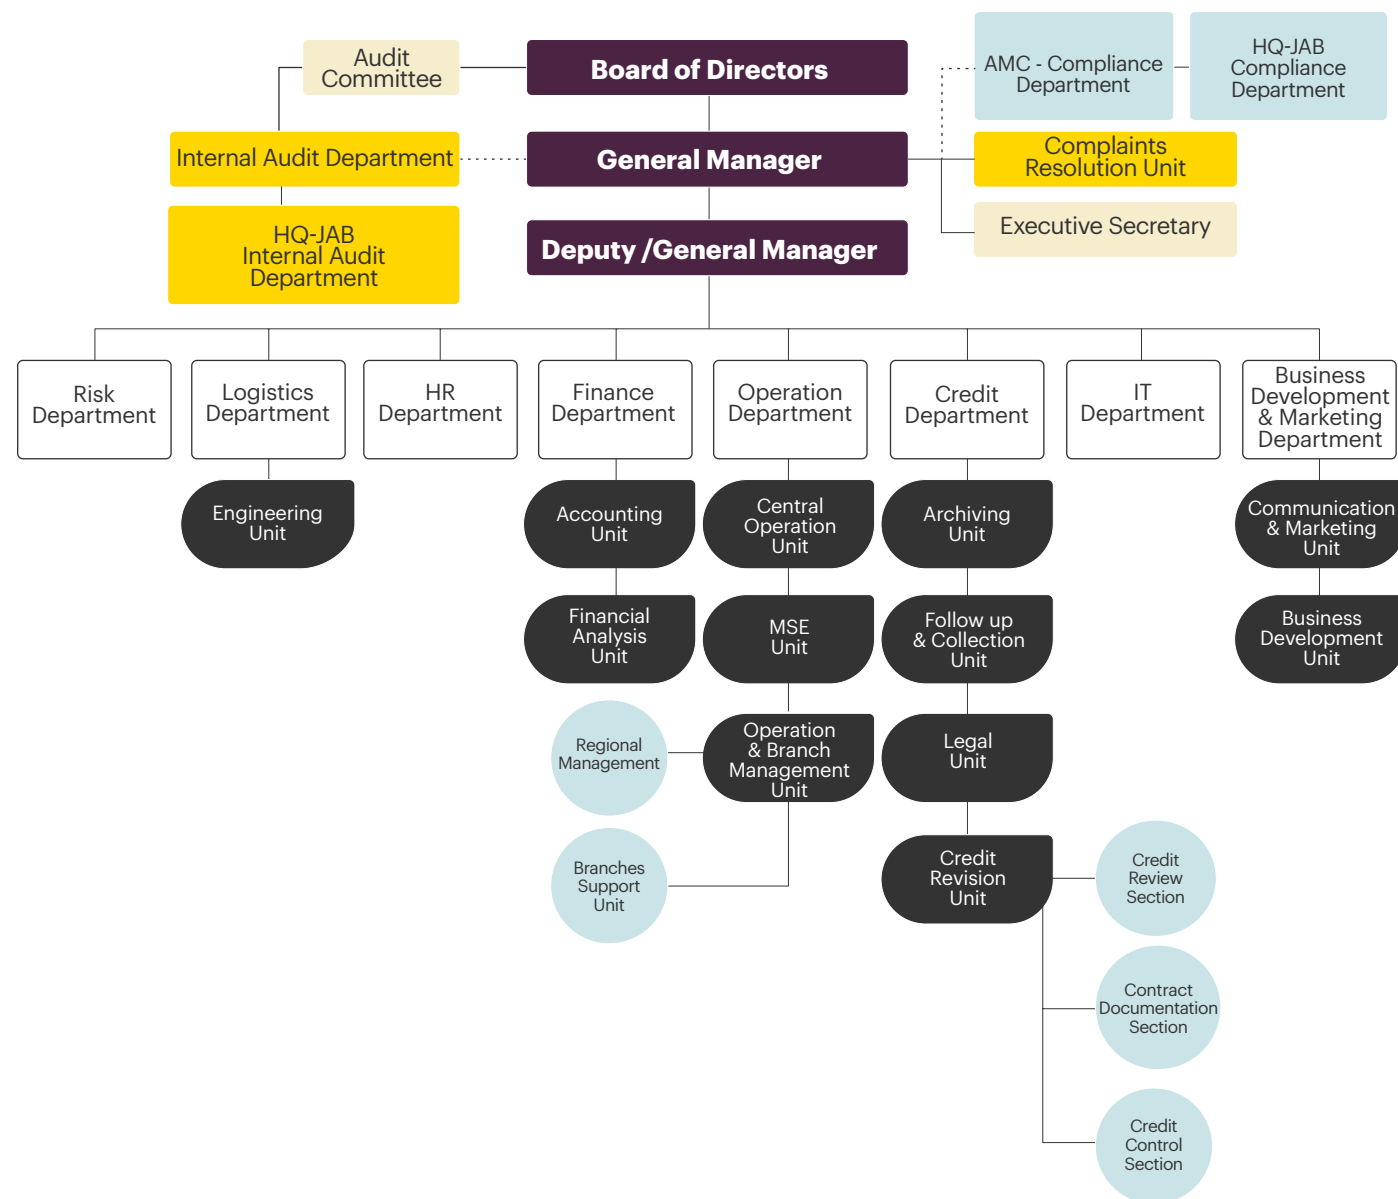 Audit
Committee
Board of Directors
AMC - Compliance
Department
HQ-JAB
Compliance
Department
Internal Audit Department
General Manager
Complaints
Resolution Unit
HQ-JAB
Internal Audit
Department
Deputy /General Manager
Executive Secretary
Risk
Department
Logistics
Department
HR
Department
Finance
Department
Operation
Department
Credit
Department
IT
Department
Business
Development
& Marketing
Department
Engineering
Unit
Accounting
Unit
Central
Operation
Unit
Archiving
Unit
Communication
& Marketing
Unit
Financial
Analysis
Unit
MSE
Unit
Follow up
& Collection
Unit
Business
Development
Unit
Regional
Management
Operation
& Branch
Management
Unit
Legal
Unit
Branches
Support
Unit
Credit
Revision
Unit
Credit
Review
Section
Contract
Documentation
Section
Credit
Control
Section